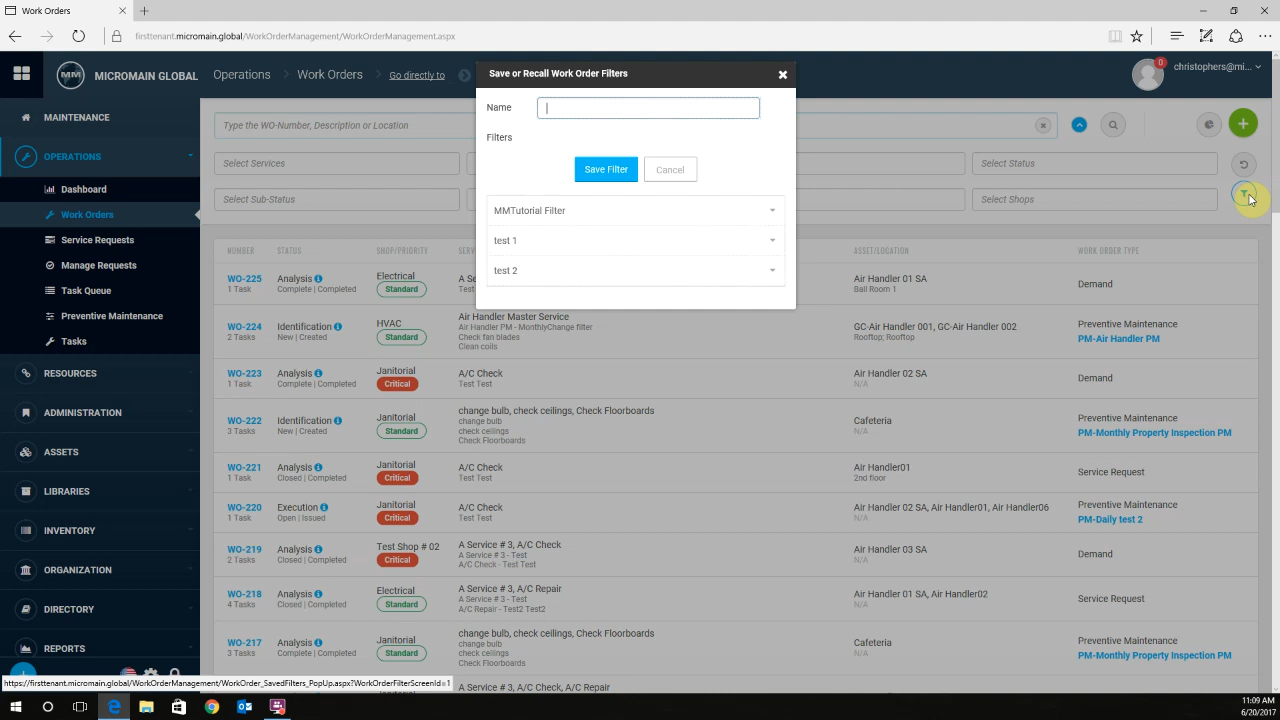 Work Orders
firsttenant.micromain.global/WorkOrderManagement/WorkOrderManagement.aspx
MM
MICROMAIN GLOBAL
Operations > Work Orders > Go directly to
Save or Recall Work Order Filters
0
christophers@mi...
Name
Filters
Save Filter
Cancel
MMTutorial Filter
test 1
test 2
MAINTENANCE
OPERATIONS
Dashboard
Work Orders
Service Requests
Manage Requests
Task Queue
Preventive Maintenance
Tasks
RESOURCES
ADMINISTRATION
ASSETS
LIBRARIES
INVENTORY
ORGANIZATION
DIRECTORY
REPORTS
Type the WO-Number, Description or Location
Select Services
Select Status
Select Sub-Status
Select Shops
NUMBER STATUS SHOP/PRIORITY ASSET/LOCATION WORK ORDER TYPE
WO-225 Analysis Electrical Air Handler 01 SA Demand
1 Task Complete | Completed Standard Ball Room 1
WO-224 Identification HVAC Air Handler Master Service GC-Air Handler 001, GC-Air Handler 002 Preventive Maintenance
2 Tasks New | Created Standard Air Handler PM - MonthlyChange filter Rooftop; Rooftop PM-Air Handler PM
Check fan blades
Clean coils
WO-223 Analysis Janitorial A/C Check Air Handler 02 SA Demand
1 Task Complete | Completed Critical Test Test N/A
WO-222 Identification Janitorial change bulb, check ceilings, Check Floorboards Cafeteria Preventive Maintenance
3 Tasks New | Created Standard change bulb N/A PM-Monthly Property Inspection PM
check ceilings
Check Floorboards
WO-221 Analysis Janitorial A/C Check Air Handler01 Service Request
1 Task Closed | Completed Critical Test Test 2nd floor
WO-220 Execution Janitorial A/C Check Air Handler 02 SA, Air Handler01, Air Handler06 Preventive Maintenance
1 Task Open | Issued Critical Test Test N/A PM-Daily test 2
WO-219 Analysis Test Shop # 02 A Service # 3, A/C Check Air Handler 03 SA Demand
2 Tasks Closed | Completed Critical A Service # 3 - Test N/A
A/C Check - Test Test
WO-218 Analysis Electrical A Service # 3, A/C Repair Air Handler 01 SA, Air Handler02 Service Request
4 Tasks Closed | Completed Standard A Service # 3 - Test N/A
A/C Repair - Test2 Test2
WO-217 Analysis Janitorial change bulb, check ceilings, Check Floorboards Cafeteria Preventive Maintenance
3 Tasks Complete | Completed Standard change bulb N/A PM-Monthly Property Inspection PM
check ceilings
Check Floorboards
A Service # 3, A/C Check, A/C Repair
https://firsttenant.micromain.global/WorkOrderManagement/WorkOrder_SavedFilters_PopUp.aspx?WorkOrderFilterScreenId=1
11:09 AM
6/20/2017